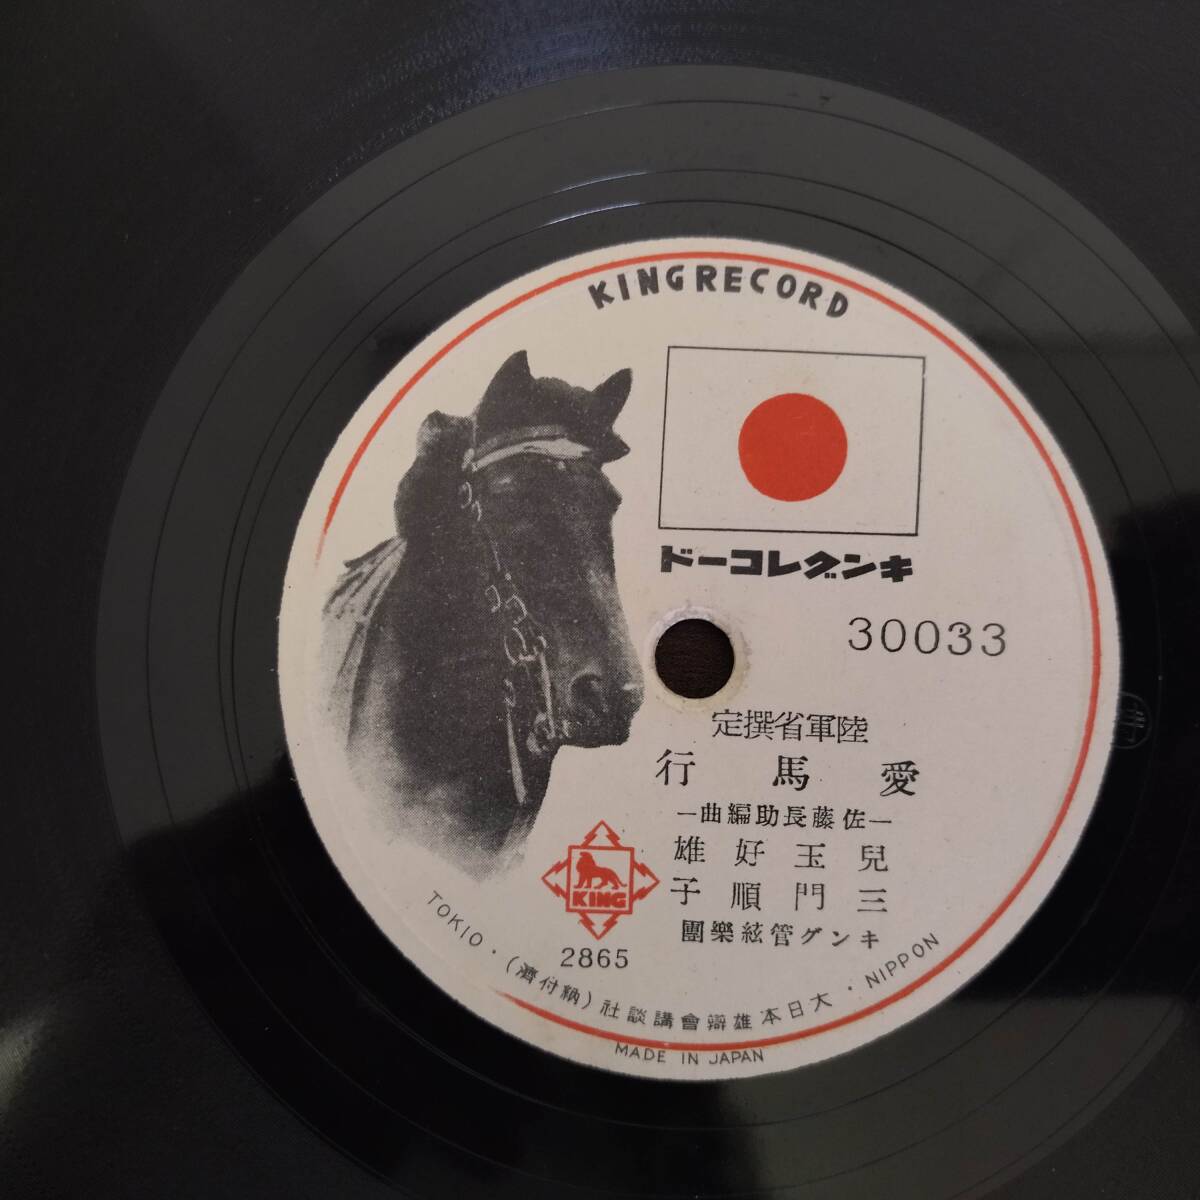 KING RECORD
キングレコード
30033
陸軍省撰定
愛馬行
—佐藤長助編曲—
兒玉好雄
三門順子
キング管絃樂團
KING
2865
TOKIO・
大日本雄辯會講談社(納付濟)
・NIPPON
MADE IN JAPAN